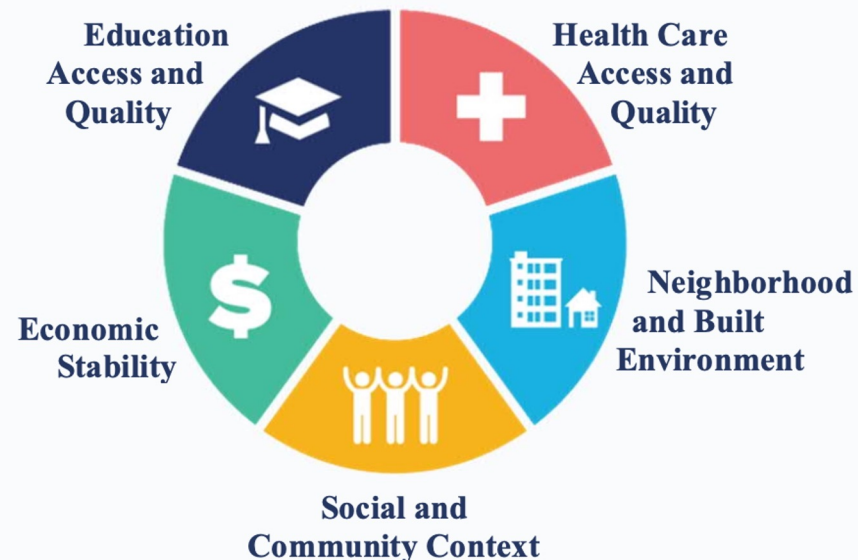 Education
Access and
Quality
Health Care
Access and
Quality
$
Neighborhood
and Built
Environment
Economic
Stability
Social and
Community Context